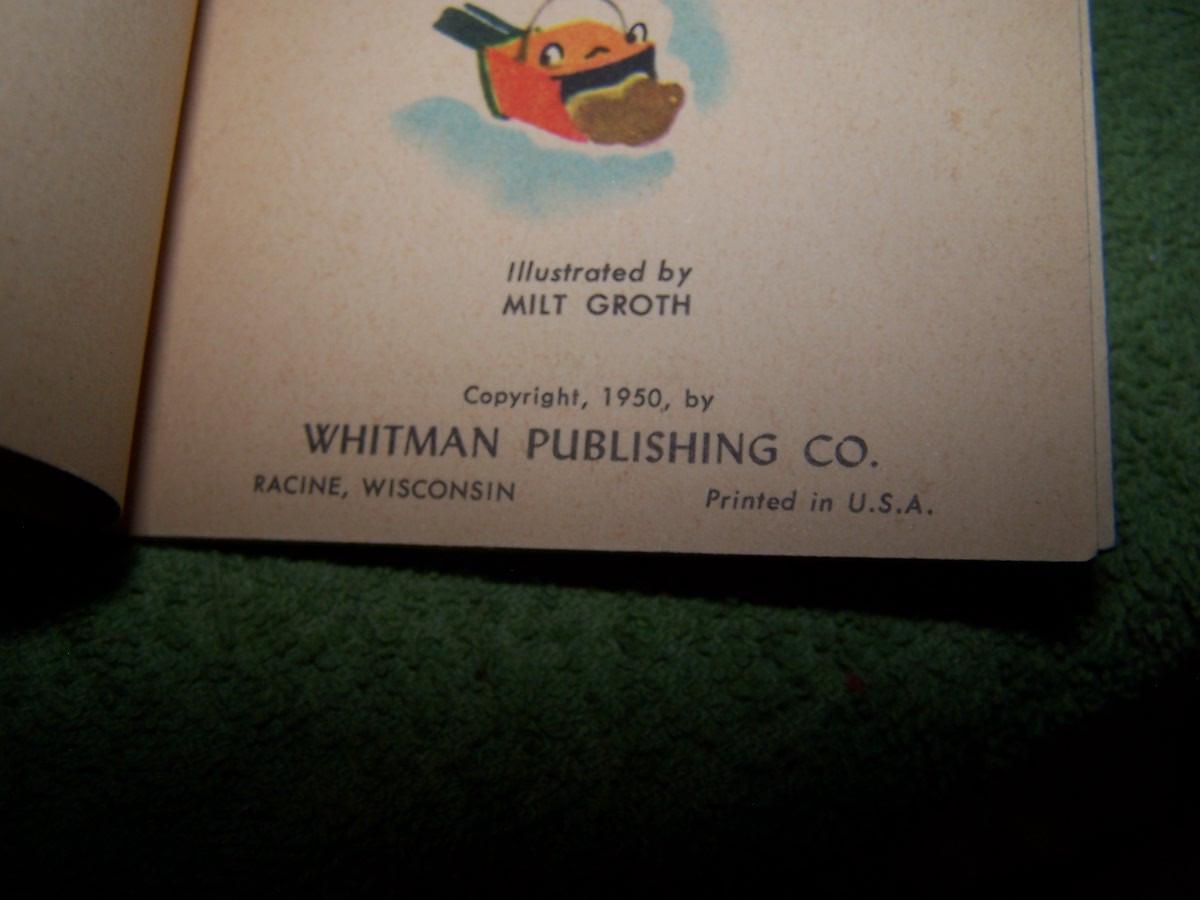 Illustrated by
MILT GROTH
Copyright, 1950, by
WHITMAN PUBLISHING CO.
RACINE, WISCONSIN
Printed in U.S.A.